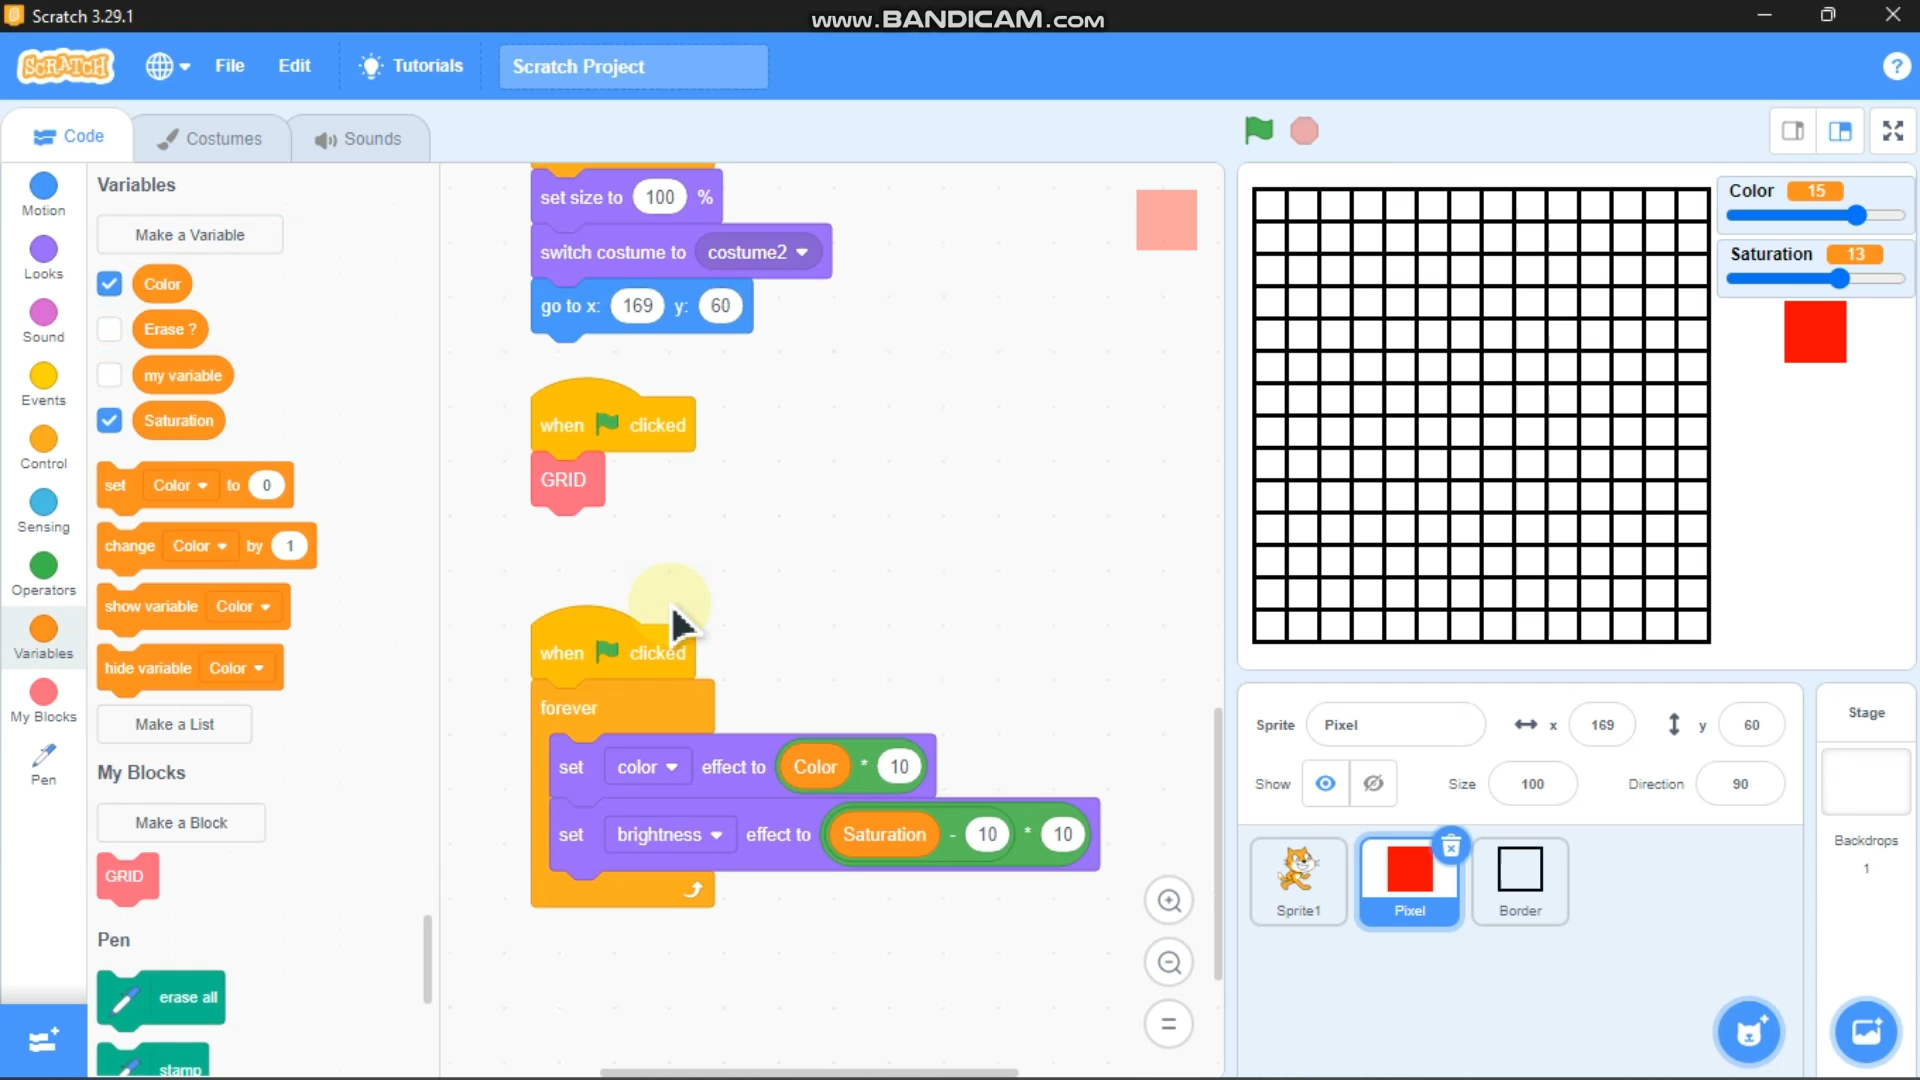 Scratch 3.29.1
www.BANDICAM.com
SCRATCH
File
Edit
Tutorials
Scratch Project
?
Code
Costumes
Sounds
Motion
Looks
Sound
Events
Control
Sensing
Operators
Variables
My Blocks
Pen
Variables
Make a Variable
Color
Erase ?
my variable
Saturation
set Color to 0
change Color by 1
show variable Color
hide variable Color
Make a List
My Blocks
Make a Block
GRID
Pen
erase all
stamp
set size to 100 %
switch costume to costume2
go to x: 169 y: 60
when clicked
GRID
when clicked
forever
set color effect to Color * 10
set brightness effect to Saturation - 10 * 10
Color 15
Saturation 13
Sprite Pixel x 169 y 60
Show Size 100 Direction 90
Sprite1
Pixel
Border
Stage
Backdrops
1